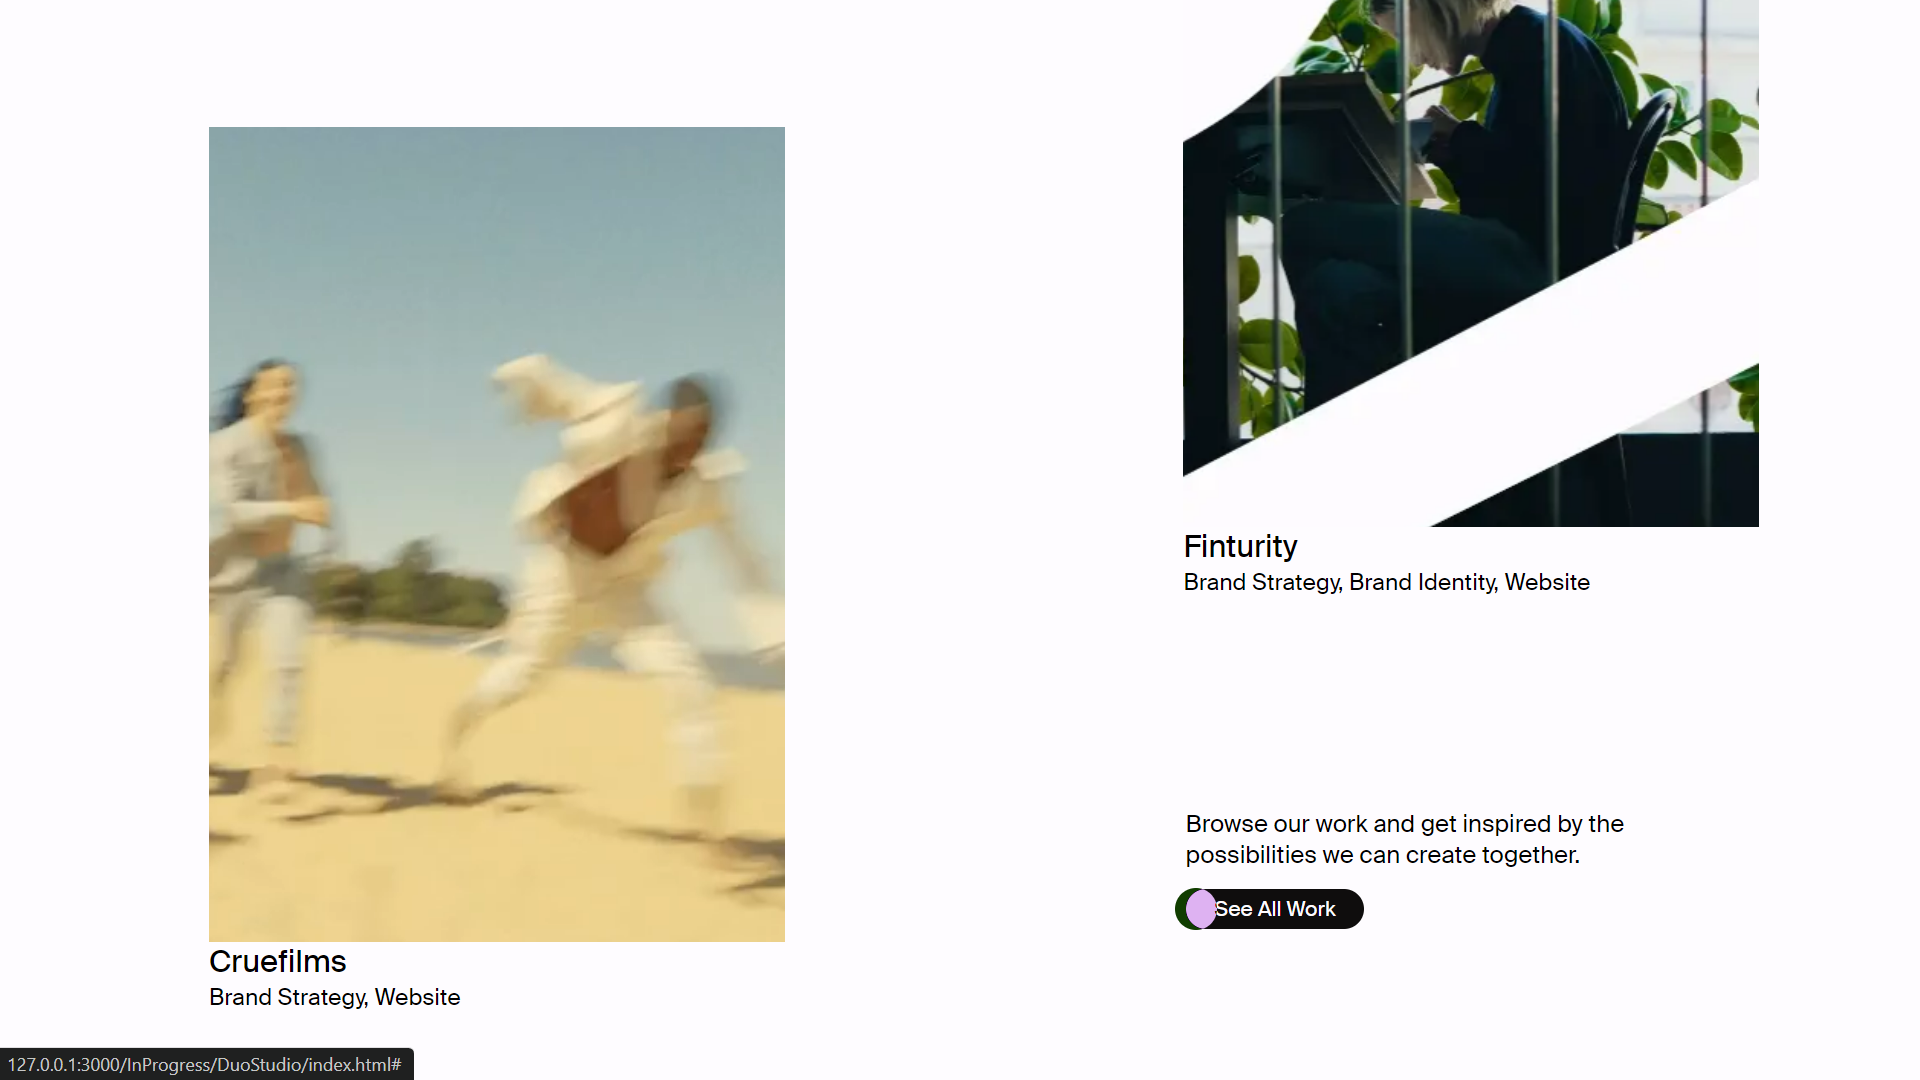 Finturity
Brand Strategy, Brand Identity, Website
Browse our work and get inspired by the
possibilities we can create together.
See All Work
Cruefilms
Brand Strategy, Website
127.0.0.1:3000/InProgress/DuoStudio/index.html#